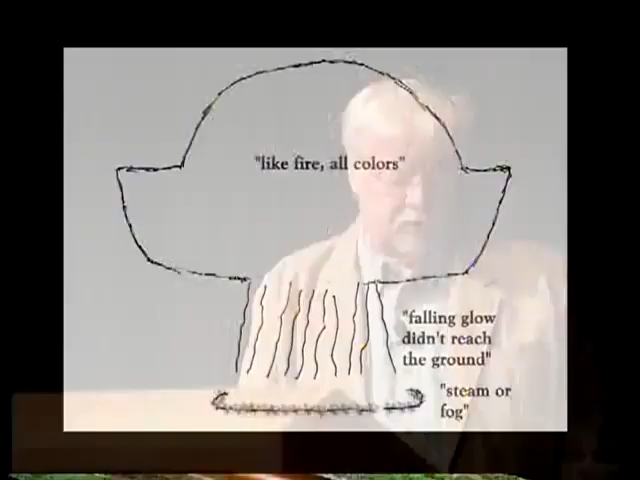 "like fire, all colors"
"falling glow
didn't reach
the ground"
"steam or
fog"